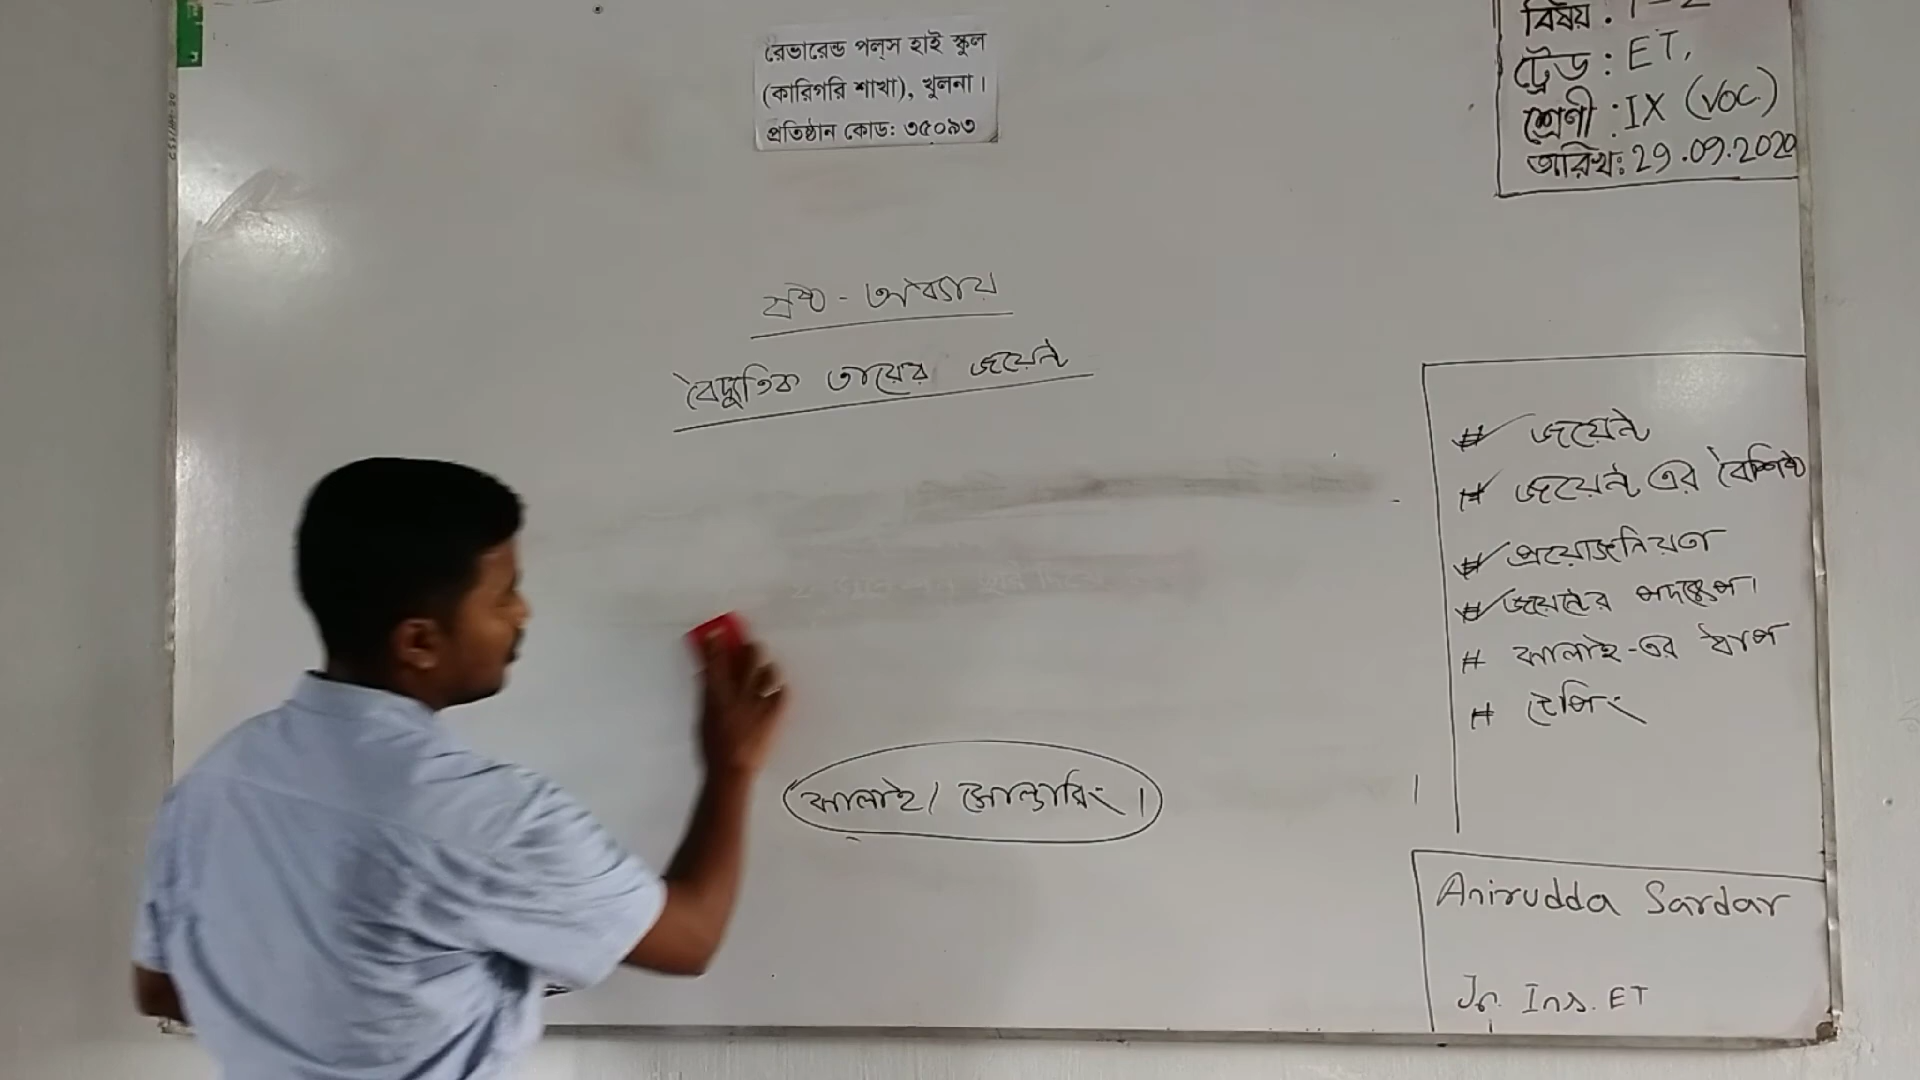 রেভারেন্ড পল্‌স হাই স্কুল
(কারিগরি শাখা), খুলনা।
প্রতিষ্ঠান কোড: ৩৫০৯৩
বিষয় :
ট্রেড : ET,
শ্রেণী : IX (VOC)
তারিখ: 29.09.2020
ষষ্ঠ - অধ্যায়
বৈদ্যুতিক তারের জয়েন্ট
# জয়েন্ট
# জয়েন্ট এর বৈশিষ্ট
# প্রয়োজনিয়তা
# জয়েন্টের পদক্ষেপ।
# ঝালাই-এর ধাপ
# টেপিং
ঝালাই / সোল্ডারিং।
Anirudda Sardar
Jr. Ins. ET